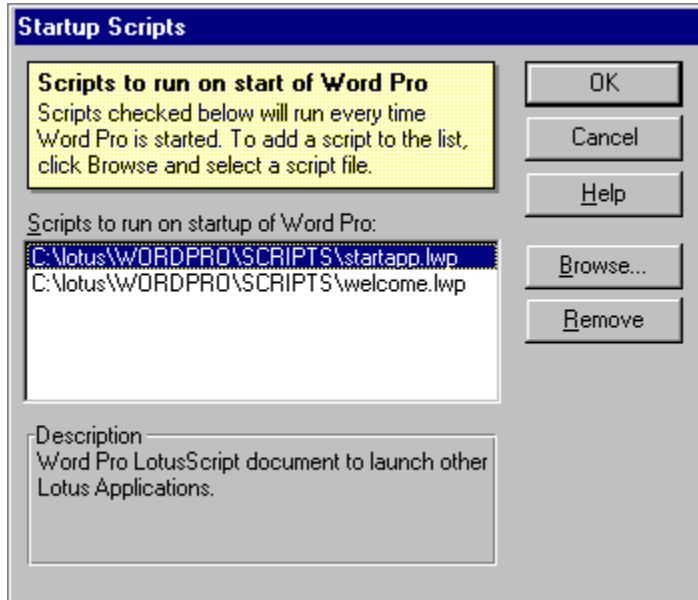 Startup Scripts
Scripts to run on start of Word Pro
Scripts checked below will run every time
Word Pro is started. To add a script to the list,
click Browse and select a script file.
OK
Cancel
Help
Scripts to run on startup of Word Pro:
C:\lotus\WORDPRO\SCRIPTS\startapp.lwp
C:\lotus\WORDPRO\SCRIPTS\welcome.lwp
Browse...
Remove
Description
Word Pro LotusScript document to launch other
Lotus Applications.